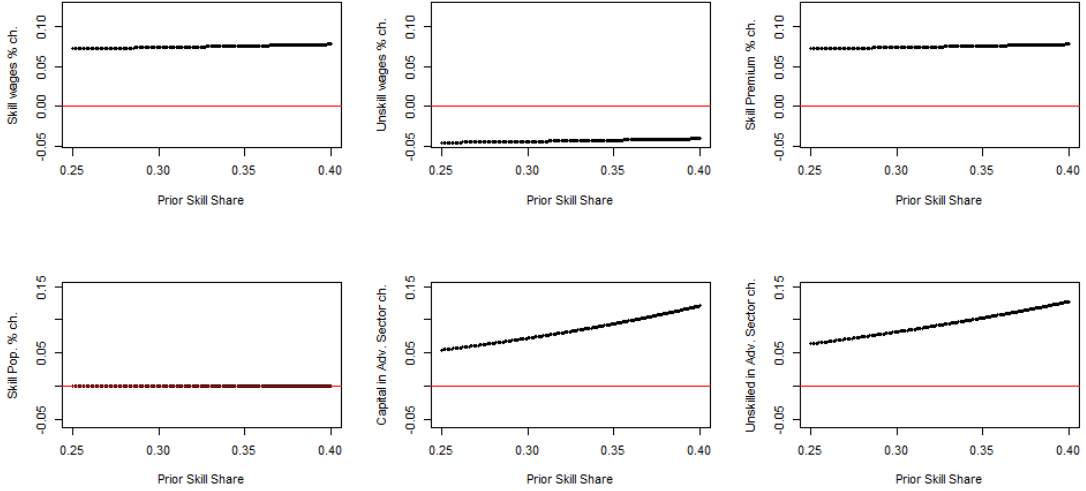 Skill wages % ch.
0.10
0.05
0.00
-0.05
0.25 0.30 0.35 0.40
Prior Skill Share
Unskill wages % ch.
0.10
0.05
0.00
-0.05
0.25 0.30 0.35 0.40
Prior Skill Share
Skill Premium % ch.
0.10
0.05
0.00
-0.05
0.25 0.30 0.35 0.40
Prior Skill Share
Skill Pop. % ch.
0.15
0.05
-0.05
0.25 0.30 0.35 0.40
Prior Skill Share
Capital in Adv. Sector ch.
0.15
0.05
-0.05
0.25 0.30 0.35 0.40
Prior Skill Share
Unskilled in Adv. Sector ch.
0.15
0.05
-0.05
0.25 0.30 0.35 0.40
Prior Skill Share